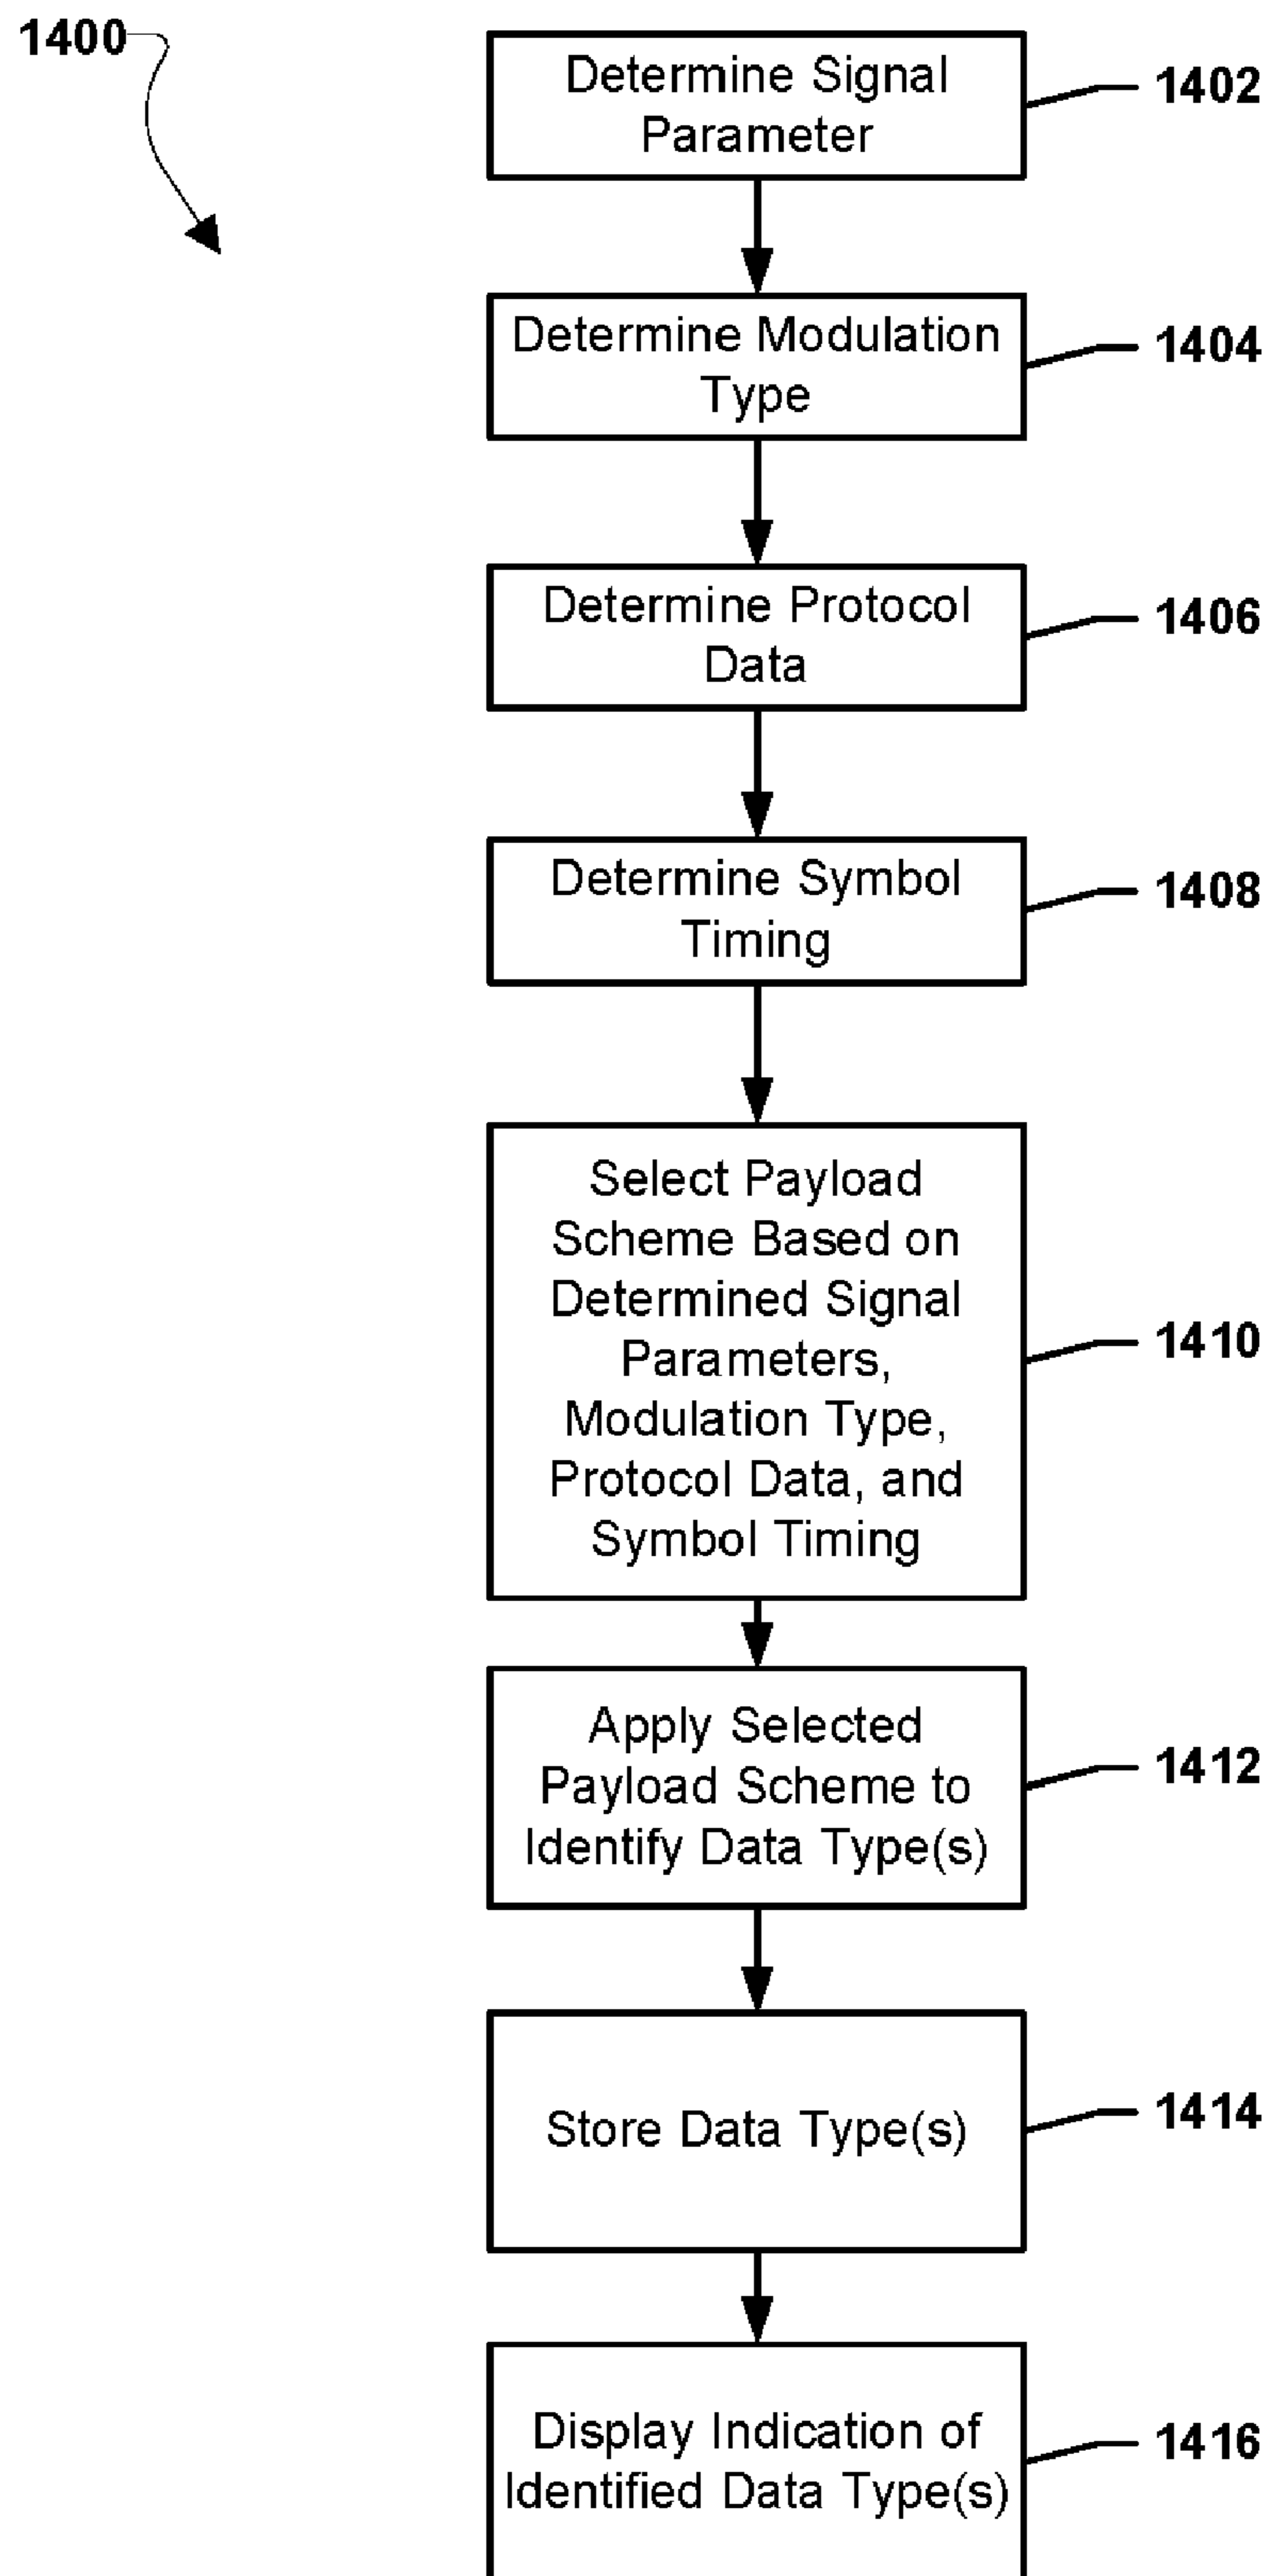 1400
Determine Signal
Parameter
1402
Determine Modulation
Type
1404
Determine Protocol
Data
1406
Determine Symbol
Timing
1408
Select Payload
Scheme Based on
Determined Signal
Parameters,
Modulation Type,
Protocol Data, and
Symbol Timing
1410
Apply Selected
Payload Scheme to
Identify Data Type(s)
1412
Store Data Type(s)
1414
Display Indication of
Identified Data Type(s)
1416